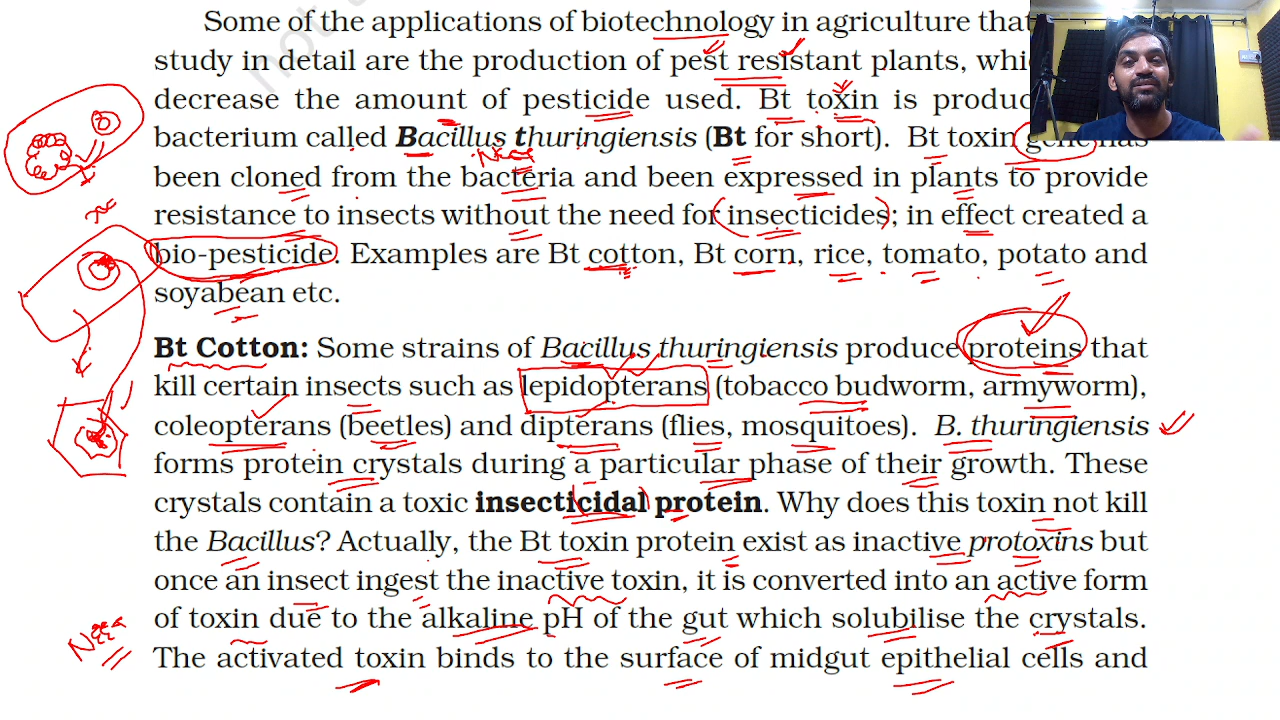 Some of the applications of biotechnology in agriculture that
study in detail are the production of pest resistant plants,
decrease the amount of pesticide used. Bt toxin is
bacterium called Bacillus thuringiensis (Bt for short). Bt toxin gene has
been cloned from the bacteria and been expressed in plants to provide
resistance to insects without the need for insecticides; in effect created a
bio-pesticide. Examples are Bt cotton, Bt corn, rice, tomato, potato and
soyabean etc.
Bt Cotton: Some strains of Bacillus thuringiensis produce proteins that
kill certain insects such as lepidopterans (tobacco budworm, armyworm),
coleopterans (beetles) and dipterans (flies, mosquitoes). B. thuringiensis
forms protein crystals during a particular phase of their growth. These
crystals contain a toxic insecticidal protein. Why does this toxin not kill
the Bacillus? Actually, the Bt toxin protein exist as inactive protoxins but
once an insect ingest the inactive toxin, it is converted into an active form
of toxin due to the alkaline pH of the gut which solubilise the crystals.
The activated toxin binds to the surface of midgut epithelial cells and